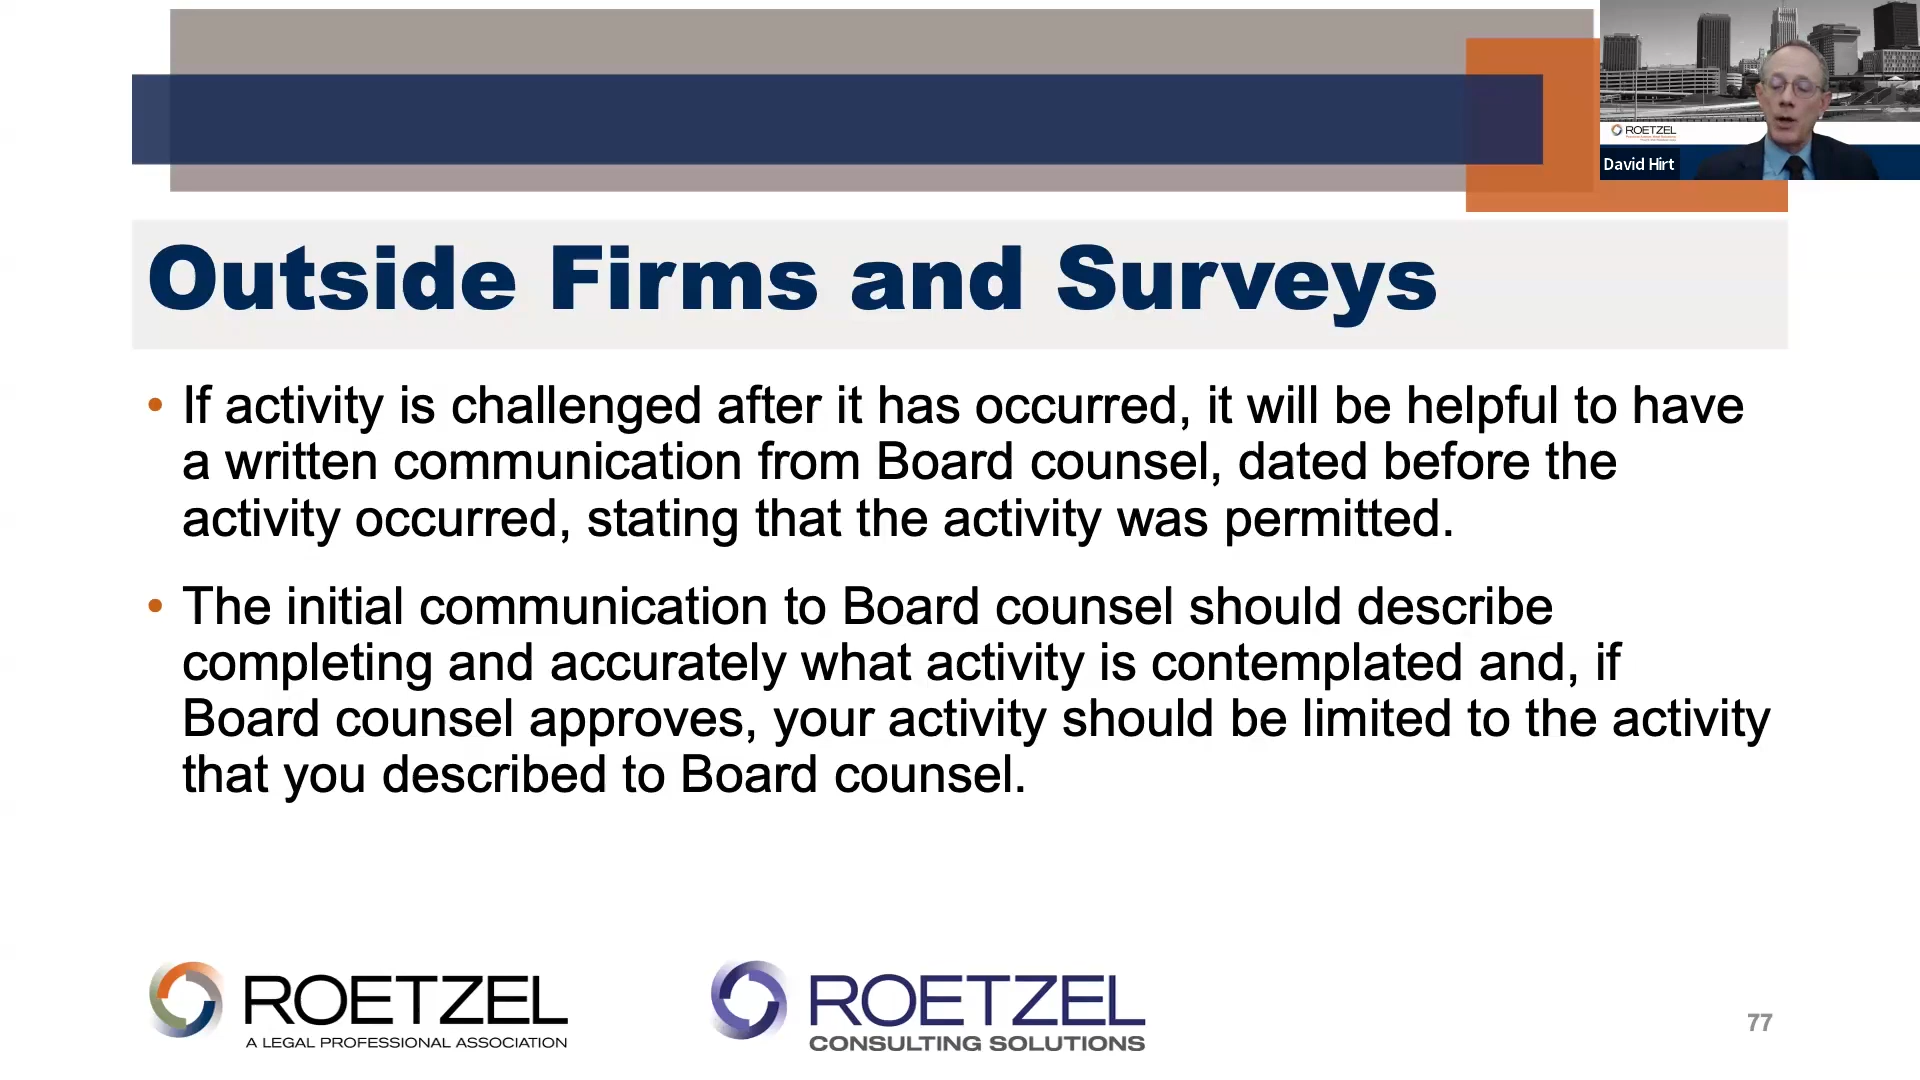 ROETZEL
David Hirt
Outside Firms and Surveys
• If activity is challenged after it has occurred, it will be helpful to have
a written communication from Board counsel, dated before the
activity occurred, stating that the activity was permitted.
• The initial communication to Board counsel should describe
completing and accurately what activity is contemplated and, if
Board counsel approves, your activity should be limited to the activity
that you described to Board counsel.
ROETZEL
A LEGAL PROFESSIONAL ASSOCIATION
ROETZEL
CONSULTING SOLUTIONS
77